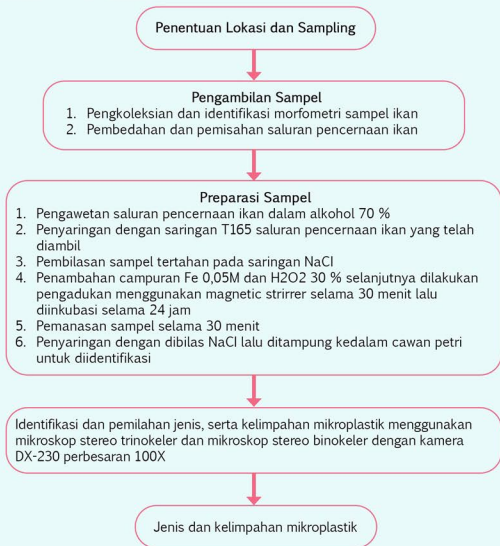 Penentuan Lokasi dan Sampling
Pengambilan Sampel
1. Pengkoleksian dan identifikasi morfometri sampel ikan
2. Pembedahan dan pemisahan saluran pencernaan ikan
Preparasi Sampel
1. Pengawetan saluran pencernaan ikan dalam alkohol 70 %
2. Penyaringan dengan saringan T165 saluran pencernaan ikan yang telah
diambil
3. Pembilasan sampel tertahan pada saringan NaCl
4. Penambahan campuran Fe 0,05M dan H2O2 30 % selanjutnya dilakukan
pengadukan menggunakan magnetic strirrer selama 30 menit lalu
diinkubasi selama 24 jam
5. Pemanasan sampel selama 30 menit
6. Penyaringan dengan dibilas NaCl lalu ditampung kedalam cawan petri
untuk diidentifikasi
Identifikasi dan pemilahan jenis, serta kelimpahan mikroplastik menggunakan
mikroskop stereo trinokeler dan mikroskop stereo binokeler dengan kamera
DX-230 perbesaran 100X
Jenis dan kelimpahan mikroplastik